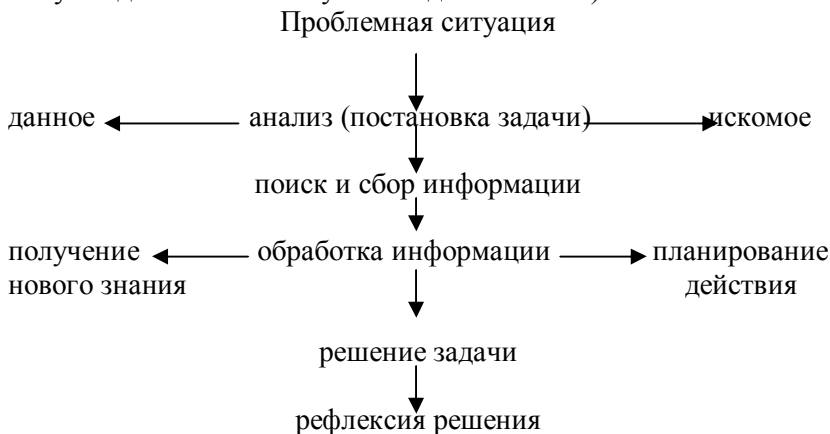 Проблемная ситуация
данное анализ (постановка задачи) искомое
поиск и сбор информации
получение обработка информации планирование
нового знания действия
решение задачи
рефлексия решения